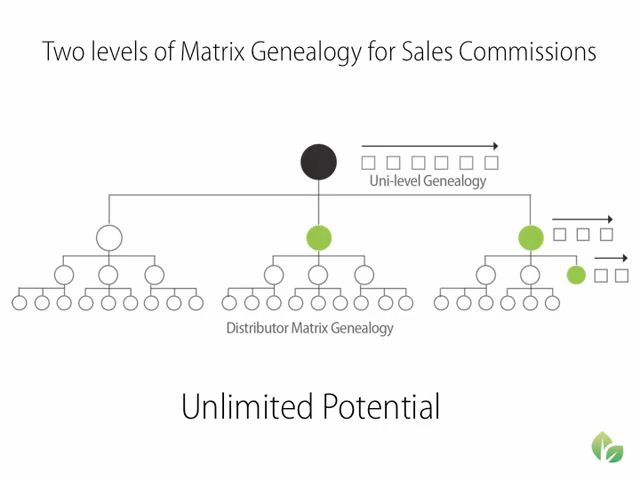 Two levels of Matrix Genealogy for Sales Commissions
Uni-level Genealogy
Distributor Matrix Genealogy
Unlimited Potential